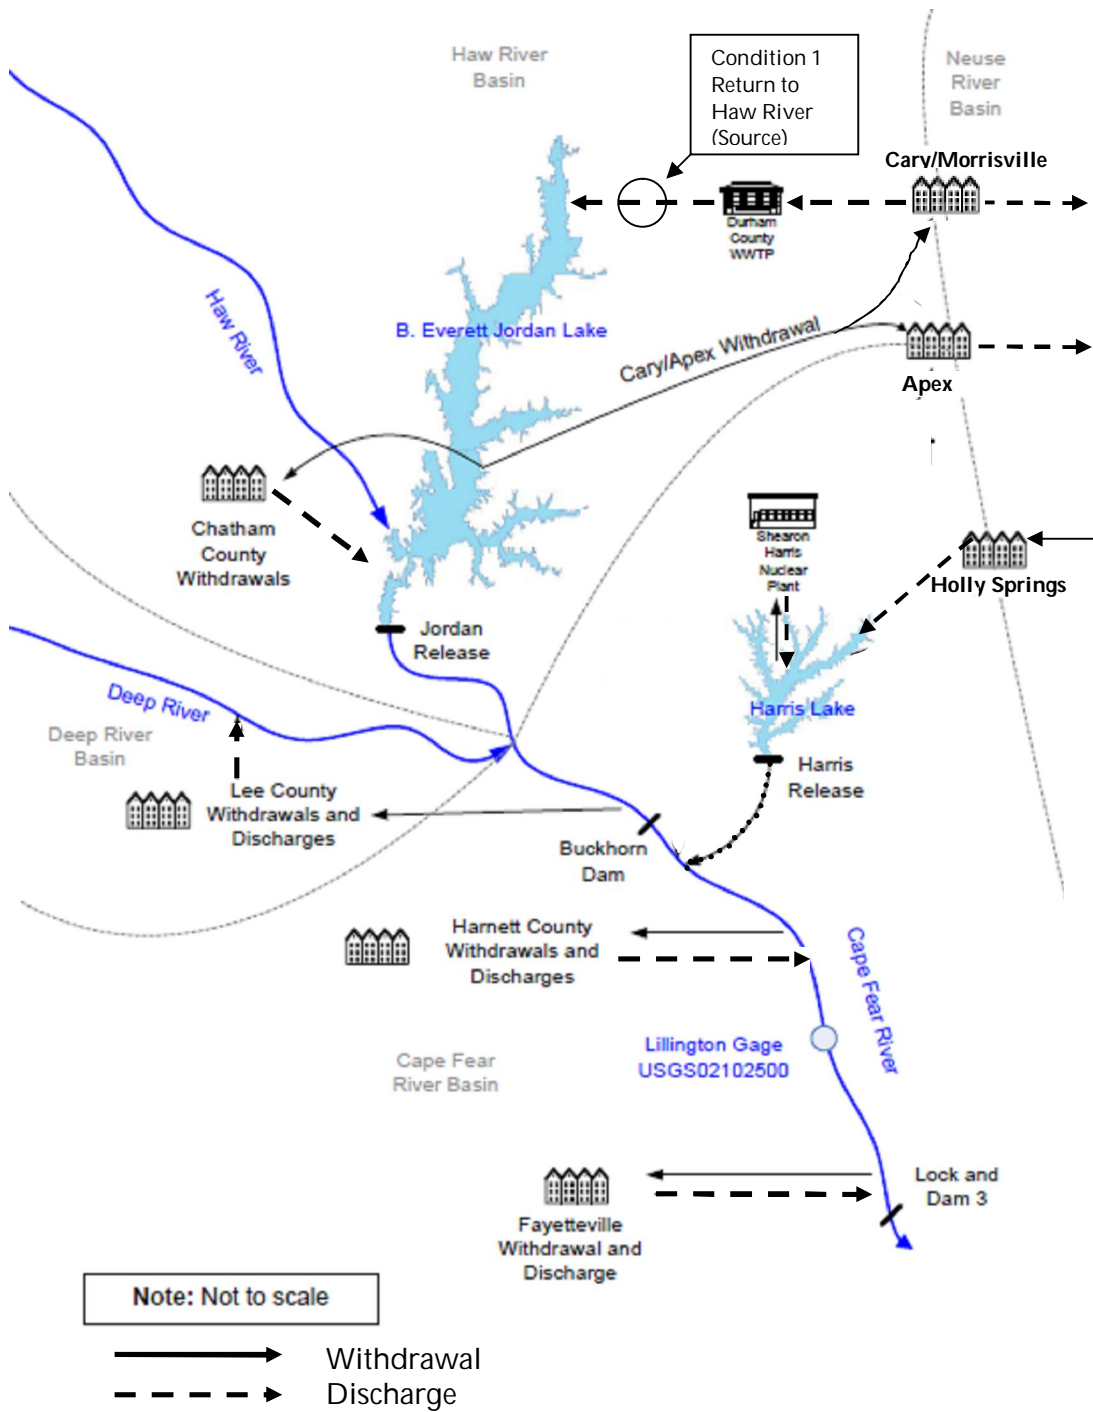 Haw River
Basin
Condition 1
Return to
Haw River
(Source)
Neuse
River
Basin
Cary/Morrisville
Durham
County
WWTP
Haw River
B. Everett Jordan Lake
Cary/Apex Withdrawal
Apex
Chatham
County
Withdrawals
Shearon
Harris
Nuclear
Plant
Holly Springs
Jordan
Release
Deep River
Harris Lake
Deep River
Basin
Harris
Release
Lee County
Withdrawals and
Discharges
Buckhorn
Dam
Harnett County
Withdrawals and
Discharges
Cape Fear River
Lillington Gage
USGS02102500
Cape Fear
River Basin
Lock and
Dam 3
Fayetteville
Withdrawal and
Discharge
Note: Not to scale
Withdrawal
Discharge